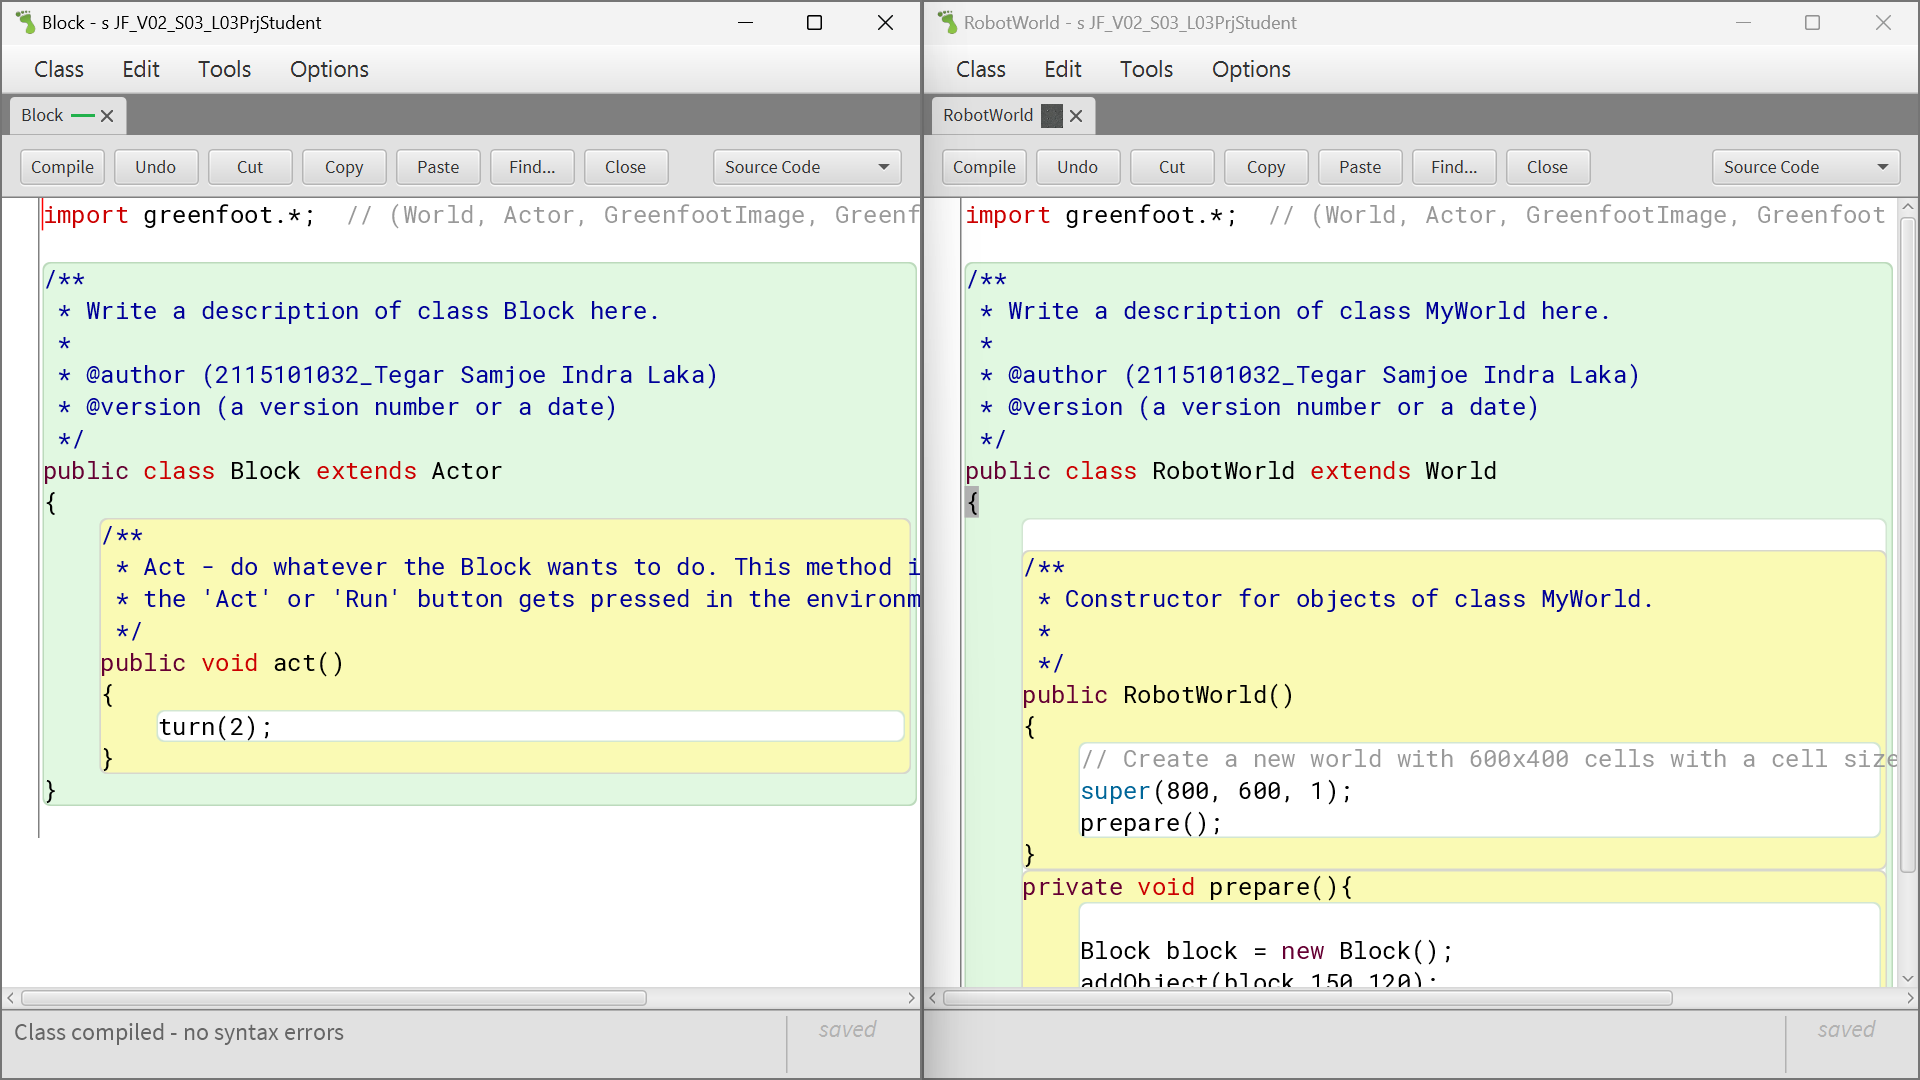 Block - s JF_V02_S03_L03PrjStudent
Class Edit Tools Options
Block
Compile Undo Cut Copy Paste Find... Close Source Code
import greenfoot.*;  // (World, Actor, GreenfootImage, Greenf
/**
 * Write a description of class Block here.
 *
 * @author (2115101032_Tegar Samjoe Indra Laka)
 * @version (a version number or a date)
 */
public class Block extends Actor
{
    /**
     * Act - do whatever the Block wants to do. This method i
     * the 'Act' or 'Run' button gets pressed in the environm
     */
    public void act()
    {
        turn(2);
    }
}
Class compiled - no syntax errors
saved
RobotWorld - s JF_V02_S03_L03PrjStudent
Class Edit Tools Options
RobotWorld
Compile Undo Cut Copy Paste Find... Close Source Code
import greenfoot.*;  // (World, Actor, GreenfootImage, Greenfoot
/**
 * Write a description of class MyWorld here.
 *
 * @author (2115101032_Tegar Samjoe Indra Laka)
 * @version (a version number or a date)
 */
public class RobotWorld extends World
{
    /**
     * Constructor for objects of class MyWorld.
     *
     */
    public RobotWorld()
    {
        // Create a new world with 600x400 cells with a cell size
        super(800, 600, 1);
        prepare();
    }
    private void prepare(){
        Block block = new Block();
        addObject(block,150,120);
saved